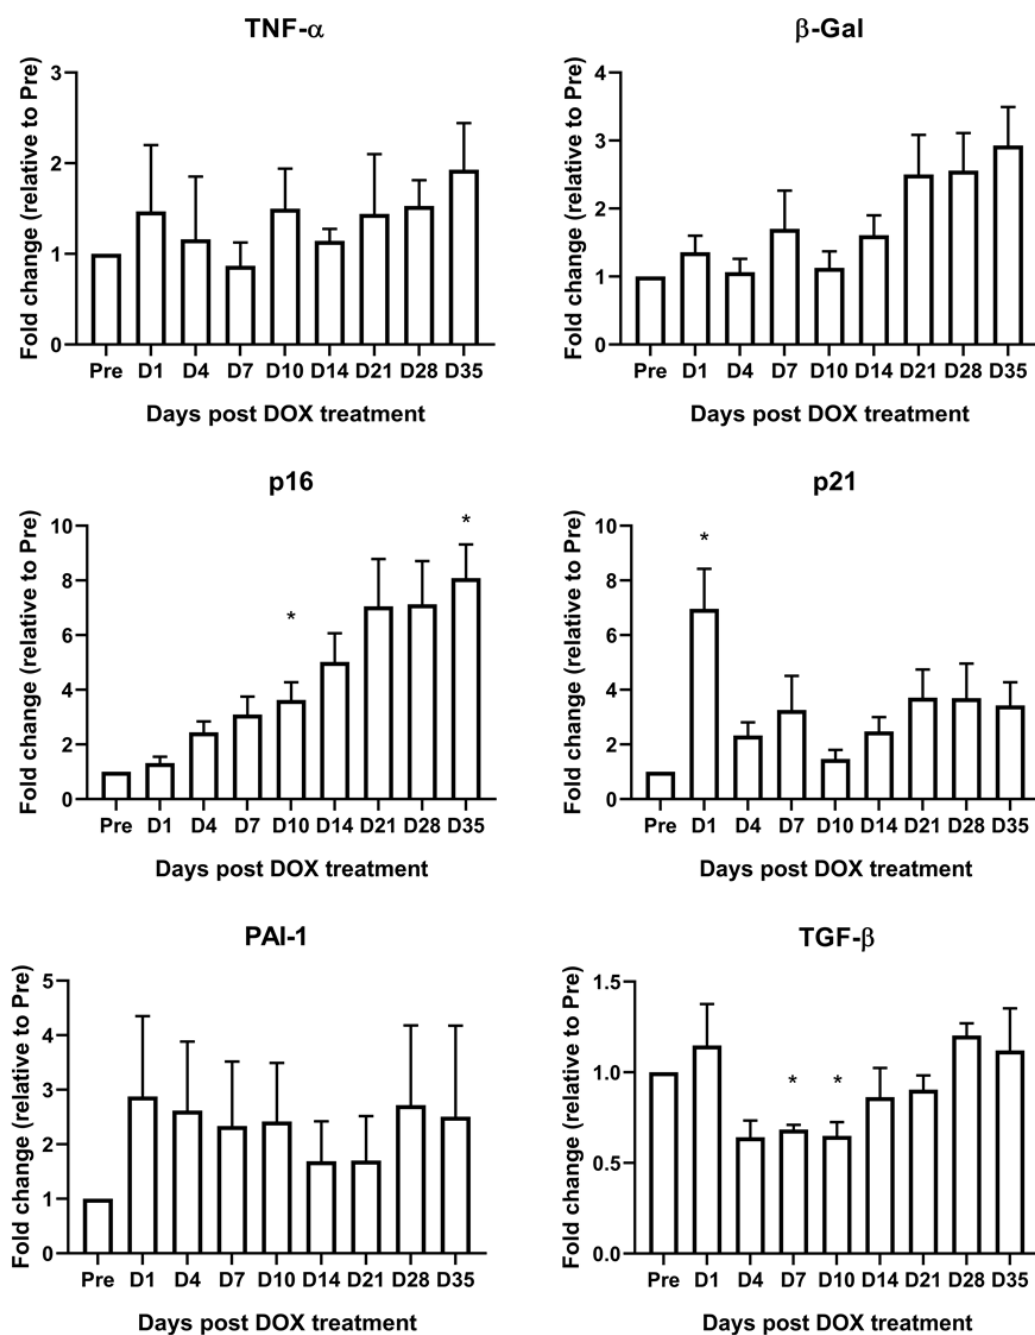 TNF-α
Fold change (relative to Pre)
3
2
1
0
Pre D1 D4 D7 D10 D14 D21 D28 D35
Days post DOX treatment
β-Gal
Fold change (relative to Pre)
4
3
2
1
0
Pre D1 D4 D7 D10 D14 D21 D28 D35
Days post DOX treatment
p16
Fold change (relative to Pre)
10
8
6
4
2
0
*
*
Pre D1 D4 D7 D10 D14 D21 D28 D35
Days post DOX treatment
p21
Fold change (relative to Pre)
10
8
6
4
2
0
*
Pre D1 D4 D7 D10 D14 D21 D28 D35
Days post DOX treatment
PAI-1
Fold change (relative to Pre)
5
4
3
2
1
0
Pre D1 D4 D7 D10 D14 D21 D28 D35
Days post DOX treatment
TGF-β
Fold change (relative to Pre)
1.5
1.0
0.5
0.0
* *
Pre D1 D4 D7 D10 D14 D21 D28 D35
Days post DOX treatment